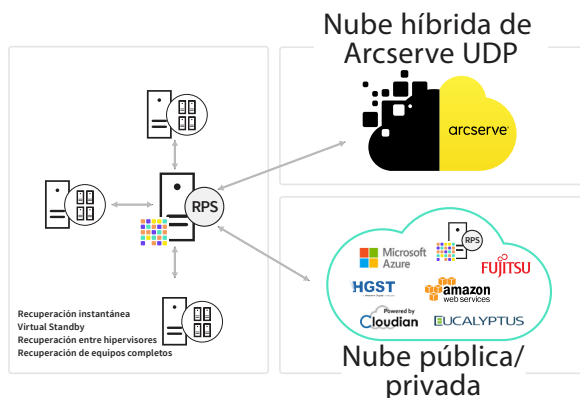 Nube híbrida de
Arcserve UDP
arcserve
RPS
Recuperación instantánea
Virtual Standby
Recuperación entre hipervisores
Recuperación de equipos completos
RPS
Microsoft
Azure
FUJITSU
HGST
amazon
web services
Powered by
Cloudian
EUCALYPTUS
Nube pública/
privada